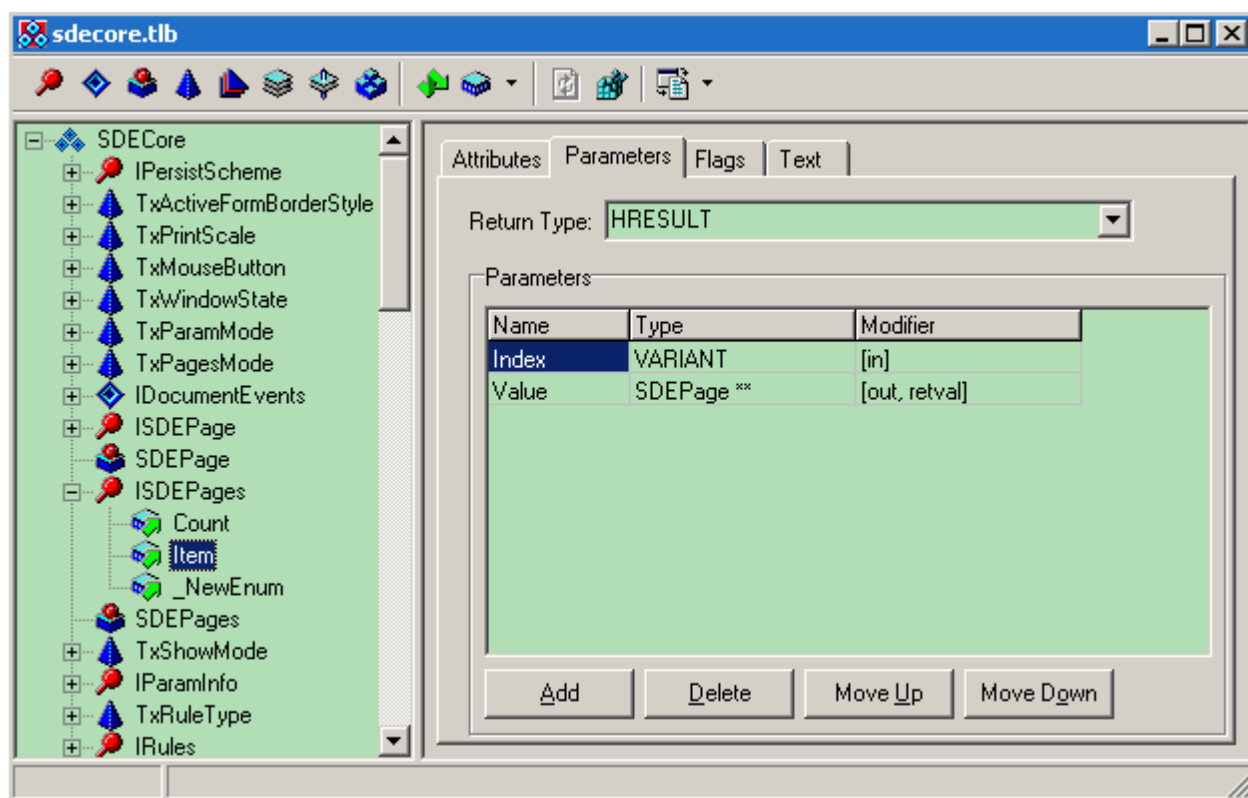 sdecore.tlb
SDECore
IPersistScheme
TxActiveFormBorderStyle
TxPrintScale
TxMouseButton
TxWindowState
TxParamMode
TxPagesMode
IDocumentEvents
ISDEPage
SDEPage
ISDEPages
Count
Item
_NewEnum
SDEPages
TxShowMode
IParamInfo
TxRuleType
IRules
Attributes Parameters Flags Text
Return Type: HRESULT
Parameters
Name Type Modifier
Index VARIANT [in]
Value SDEPage ** [out, retval]
Add Delete Move Up Move Down